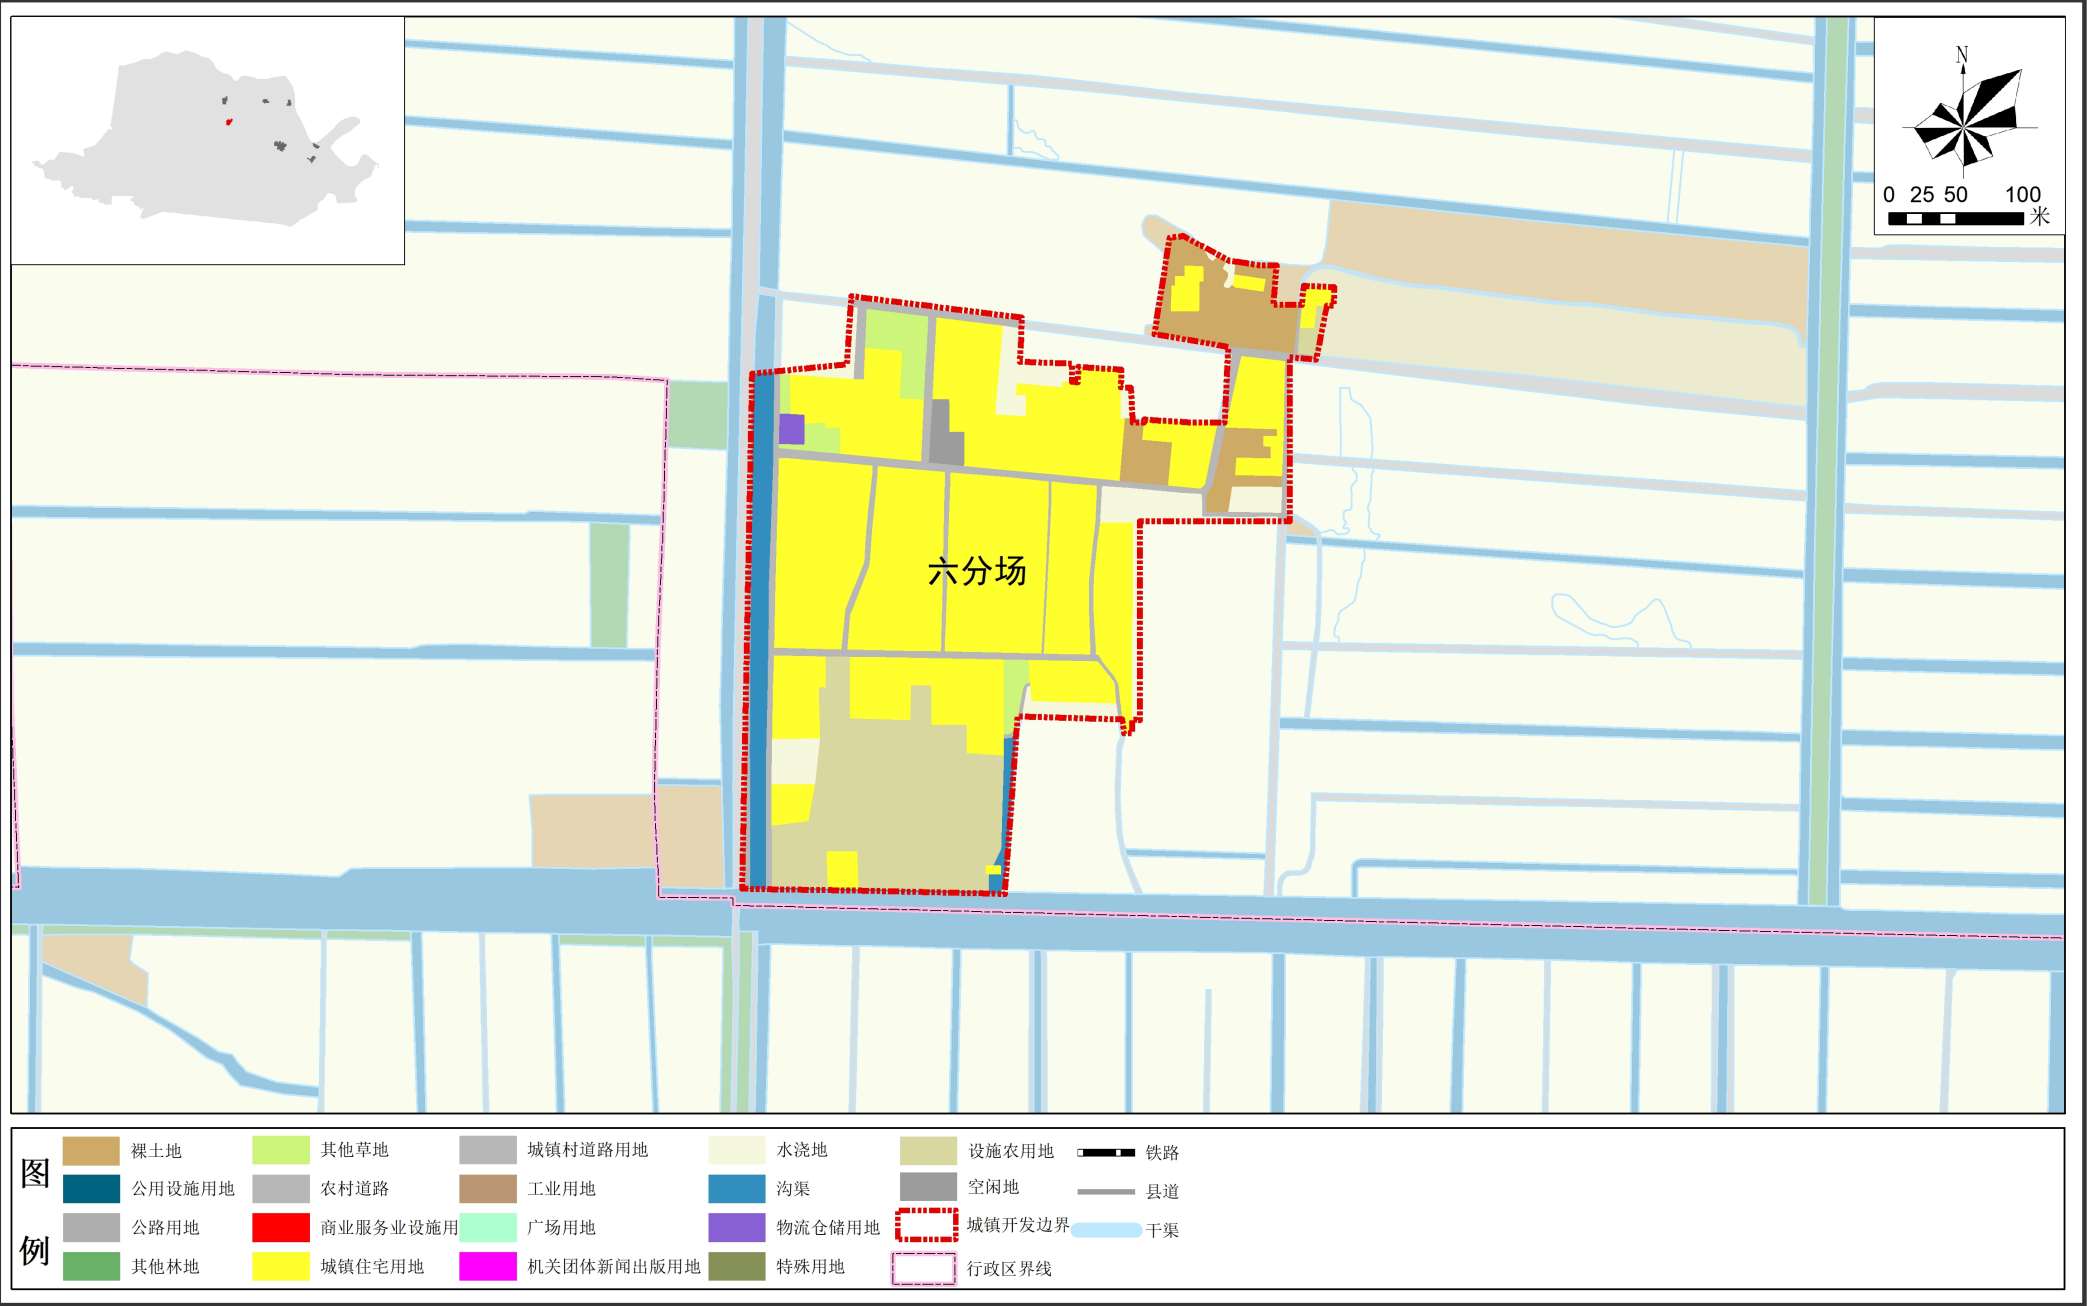 N
0 25 50 100
米
六分场
图例
裸土地 其他草地 城镇村道路用地 水浇地 设施农用地 铁路
公用设施用地 农村道路 工业用地 沟渠 空闲地 县道
公路用地 商业服务业设施用 广场用地 物流仓储用地 城镇开发边界 干渠
其他林地 城镇住宅用地 机关团体新闻出版用地 特殊用地 行政区界线